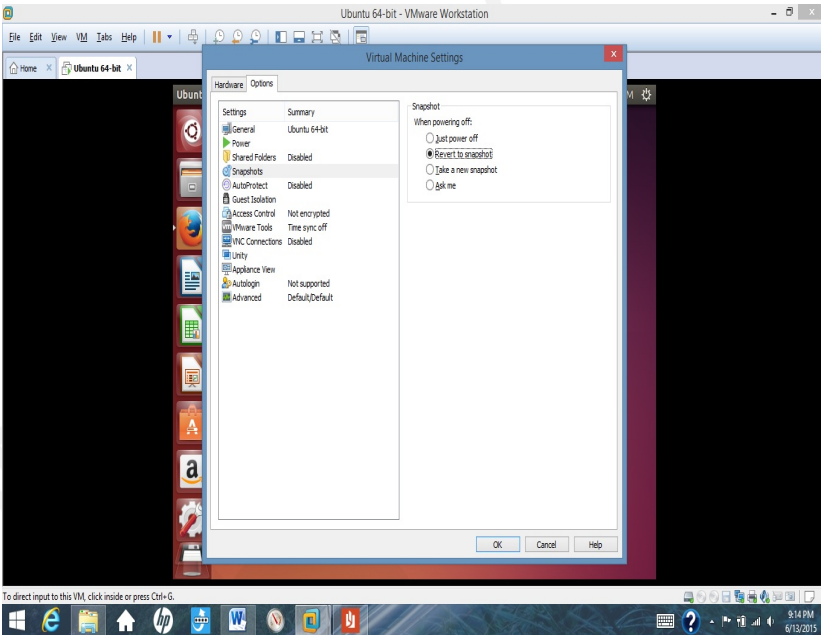 Ubuntu 64-bit - VMware Workstation
File Edit View VM Tabs Help
Home Ubuntu 64-bit
Virtual Machine Settings
Hardware Options
Settings Summary
General Ubuntu 64-bit
Power
Shared Folders Disabled
Snapshots
AutoProtect Disabled
Guest Isolation
Access Control Not encrypted
VMware Tools Time sync off
VNC Connections Disabled
Unity
Appliance View
Autologin Not supported
Advanced Default/Default
Snapshot
When powering off:
Just power off
Revert to snapshot
Take a new snapshot
Ask me
OK Cancel Help
Ubunt
M
To direct input to this VM, click inside or press Ctrl+G.
9:14 PM
6/13/2015